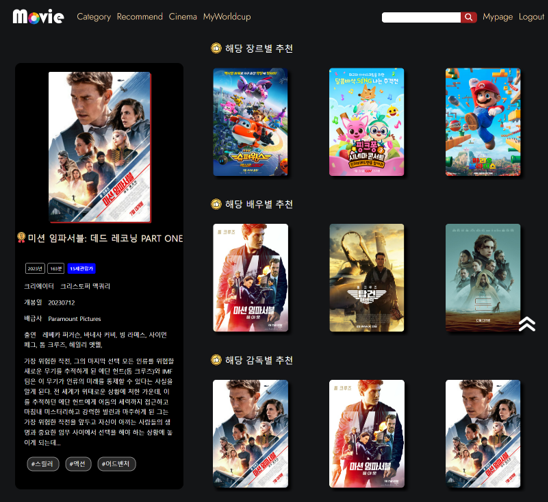 Movie
Category Recommend Cinema MyWorldcup Mypage Logout
해당 장르별 추천
미션 임파서블: 데드 레코닝 PART ONE
2023년 163분 15세관람가
크리에이터 크리스토퍼 맥쿼리
개봉일 20230712
배급사 Paramount Pictures
출연 레베카 퍼거슨, 바네사 커비, 빙 라메스, 사이먼
페그, 톰 크루즈, 헤일리 앳웰,
가장 위험한 작전, 그의 마지막 선택 모든 인류를 위협할
새로운 무기를 추적하게 된 에단 헌트(톰 크루즈)와 IMF
팀은 이 무기가 인류의 미래를 통제할 수 있다는 사실을
알게 된다. 전 세계가 위태로운 상황에 처한 가운데, 이
를 추적하던 에단 헌트에게 어둠의 세력까지 접근하고
마침내 미스터리하고 강력한 빌런과 마주하게 된 그는
가장 위험한 작전을 앞두고 자신이 아끼는 사람들의 생
명과 중요한 임무 사이에서 선택을 해야 하는 상황에 놓
이게 되는데…
#스릴러 #액션 #어드벤처
해당 배우별 추천
톰 크루즈
미션 임파서블
탑건
해당 감독별 추천
미션 임파서블
미션 임파서블
미션 임파서블